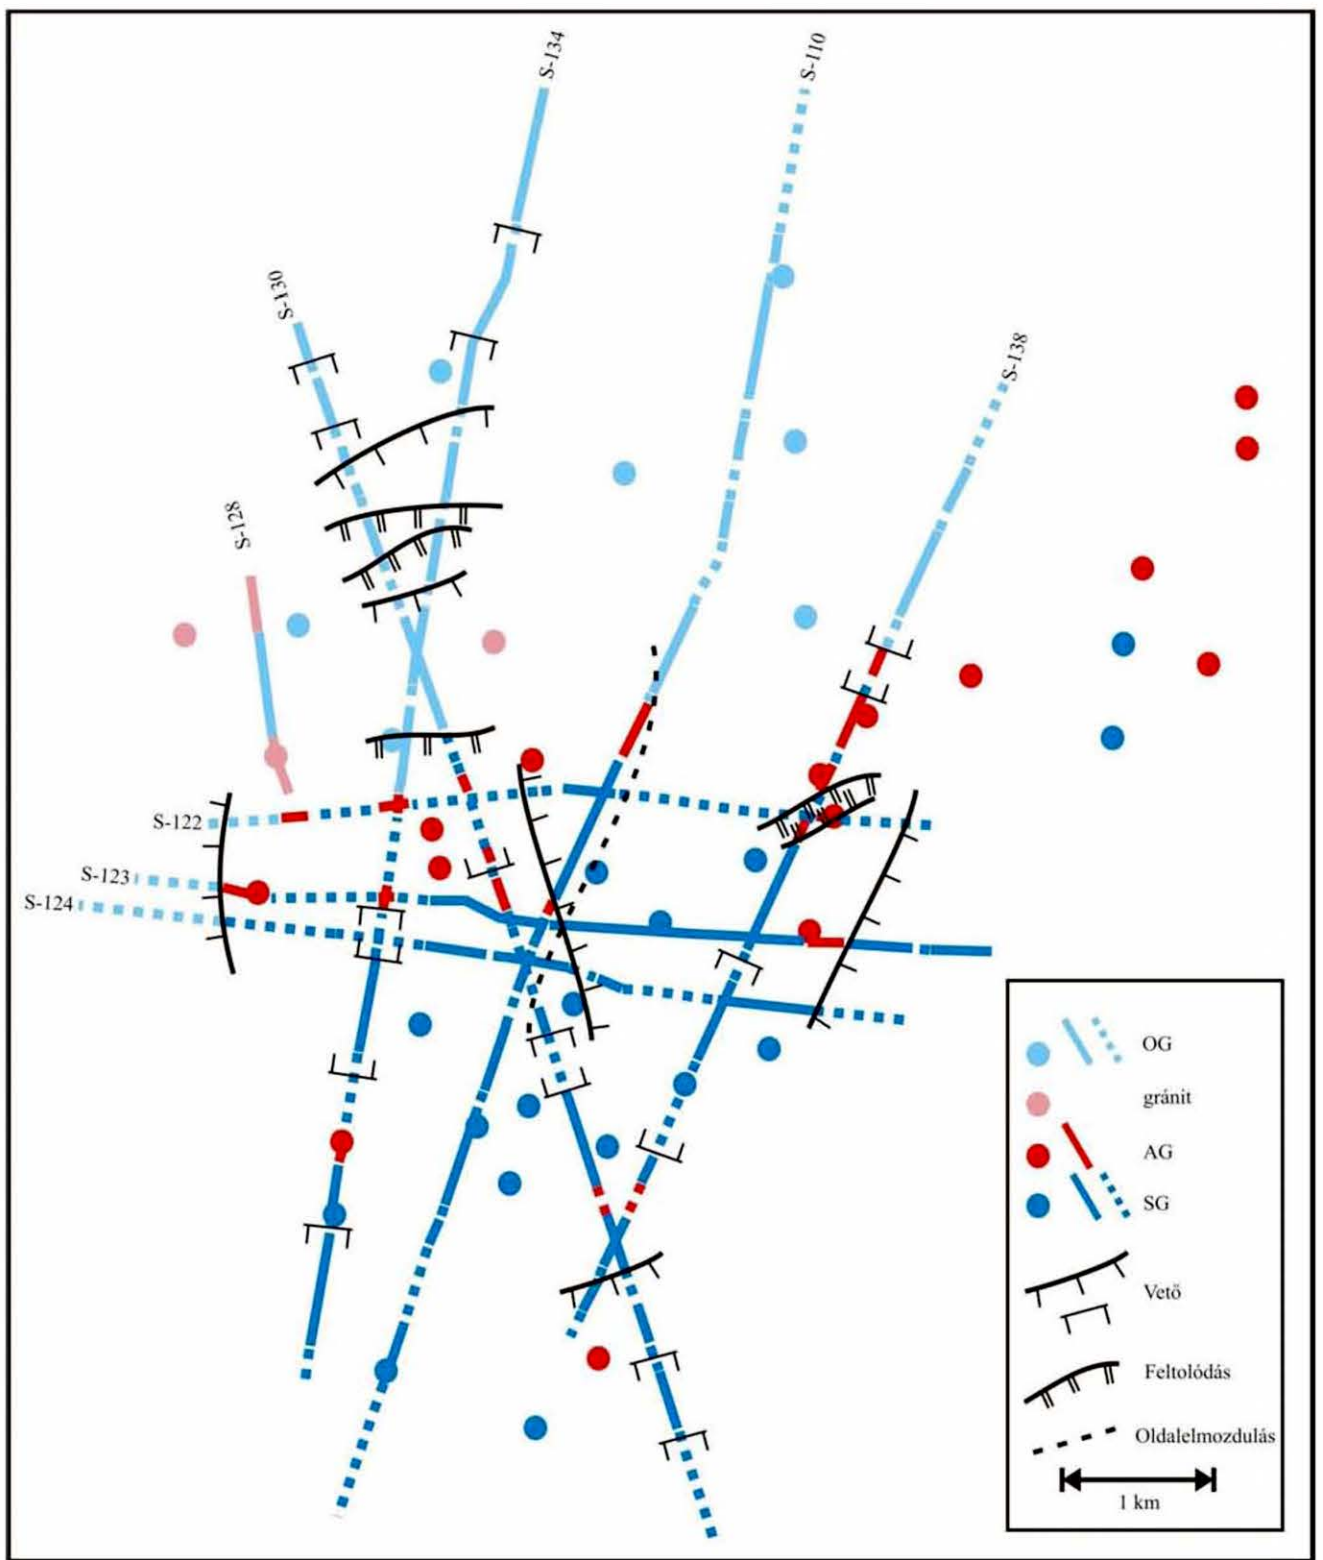 S-134
S-110
S-130
S-138
S-128
S-122
S-123
S-124
OG
gránit
AG
SG
Vető
Feltolódás
Oldalelmozdulás
1 km